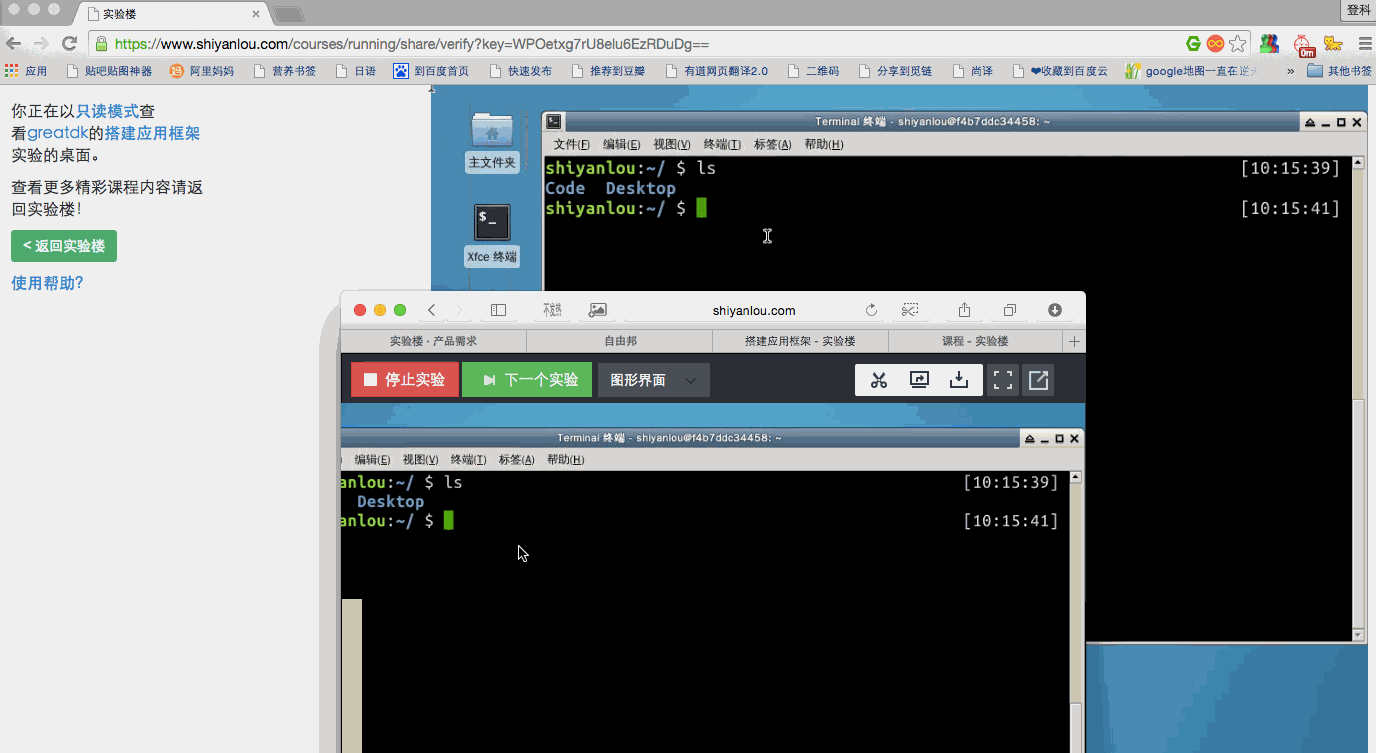 实验楼
登科
https://www.shiyanlou.com/courses/running/share/verify?key=WPOetxg7rU8elu6EzRDuDg==
0m
应用 贴吧贴图神器 阿里妈妈 营养书签 日语 到百度首页 快速发布 推荐到豆瓣 有道网页翻译2.0 二维码 分享到觅链 尚译 ❤收藏到百度云 google地图一直在逆 » 其他书签
你正在以只读模式查
看greatdk的搭建应用框架
实验的桌面。
查看更多精彩课程内容请返
回实验楼！
< 返回实验楼
使用帮助?
主文件夹
$_
Xfce 终端
Terminal 终端 - shiyanlou@f4b7ddc34458: ~
文件(F) 编辑(E) 视图(V) 终端(T) 标签(A) 帮助(H)
shiyanlou:~/ $ ls [10:15:39]
Code Desktop
shiyanlou:~/ $ [10:15:41]
shiyanlou.com
实验楼 · 产品需求 自由邦 搭建应用框架 - 实验楼 课程 - 实验楼
停止实验 下一个实验 图形界面
Terminal 终端 - shiyanlou@f4b7ddc34458: ~
编辑(E) 视图(V) 终端(T) 标签(A) 帮助(H)
anlou:~/ $ ls [10:15:39]
Desktop
anlou:~/ $ [10:15:41]